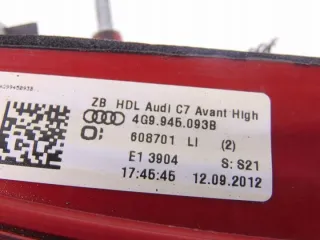 ZB HDL Audi C7 Avant High
4G9.945.093B
608701 LI (2)
E1 3904 S: S21
17:45:45 12.09.2012